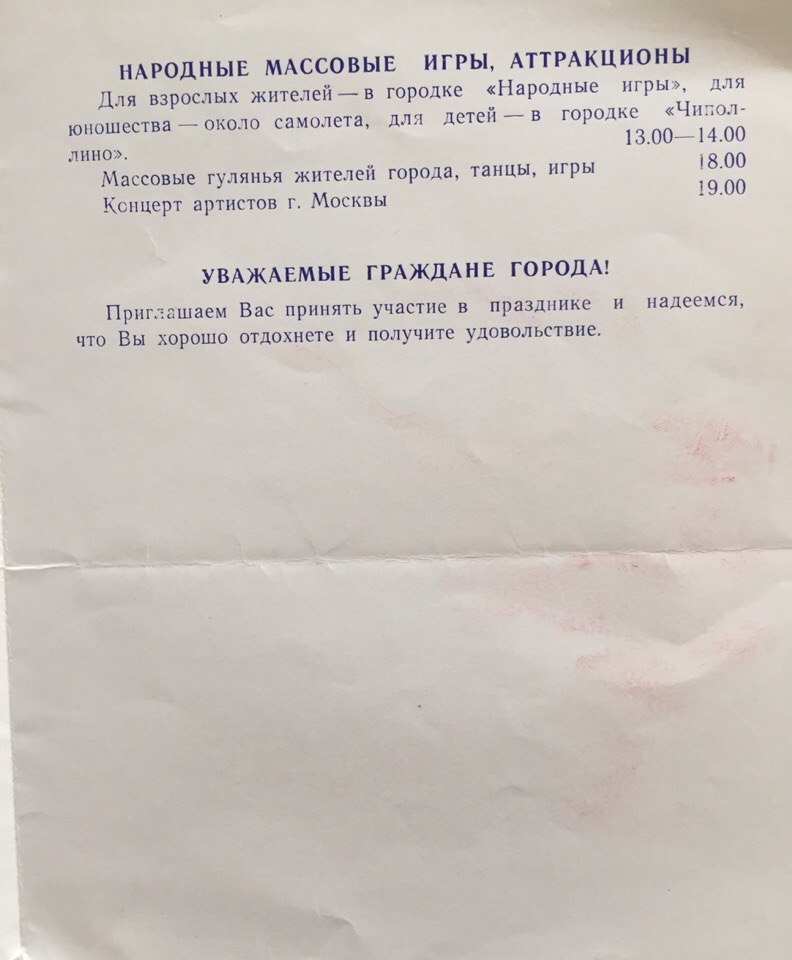 НАРОДНЫЕ МАССОВЫЕ ИГРЫ, АТТРАКЦИОНЫ
Для взрослых жителей — в городке «Народные игры», для
юношества — около самолета, для детей — в городке «Чипол-
лино». 13.00—14.00
Массовые гулянья жителей города, танцы, игры 18.00
Концерт артистов г. Москвы 19.00
УВАЖАЕМЫЕ ГРАЖДАНЕ ГОРОДА!
Приглашаем Вас принять участие в празднике и надеемся,
что Вы хорошо отдохнете и получите удовольствие.